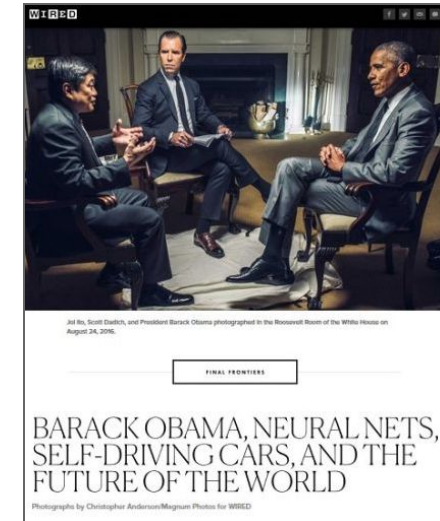 WIRED
Joi Ito, Scott Dadich, and President Barack Obama photographed in the Roosevelt Room of the White House on
August 24, 2016.
FINAL FRONTIERS
BARACK OBAMA, NEURAL NETS,
SELF-DRIVING CARS, AND THE
FUTURE OF THE WORLD
Photographs by Christopher Anderson/Magnum Photos for WIRED